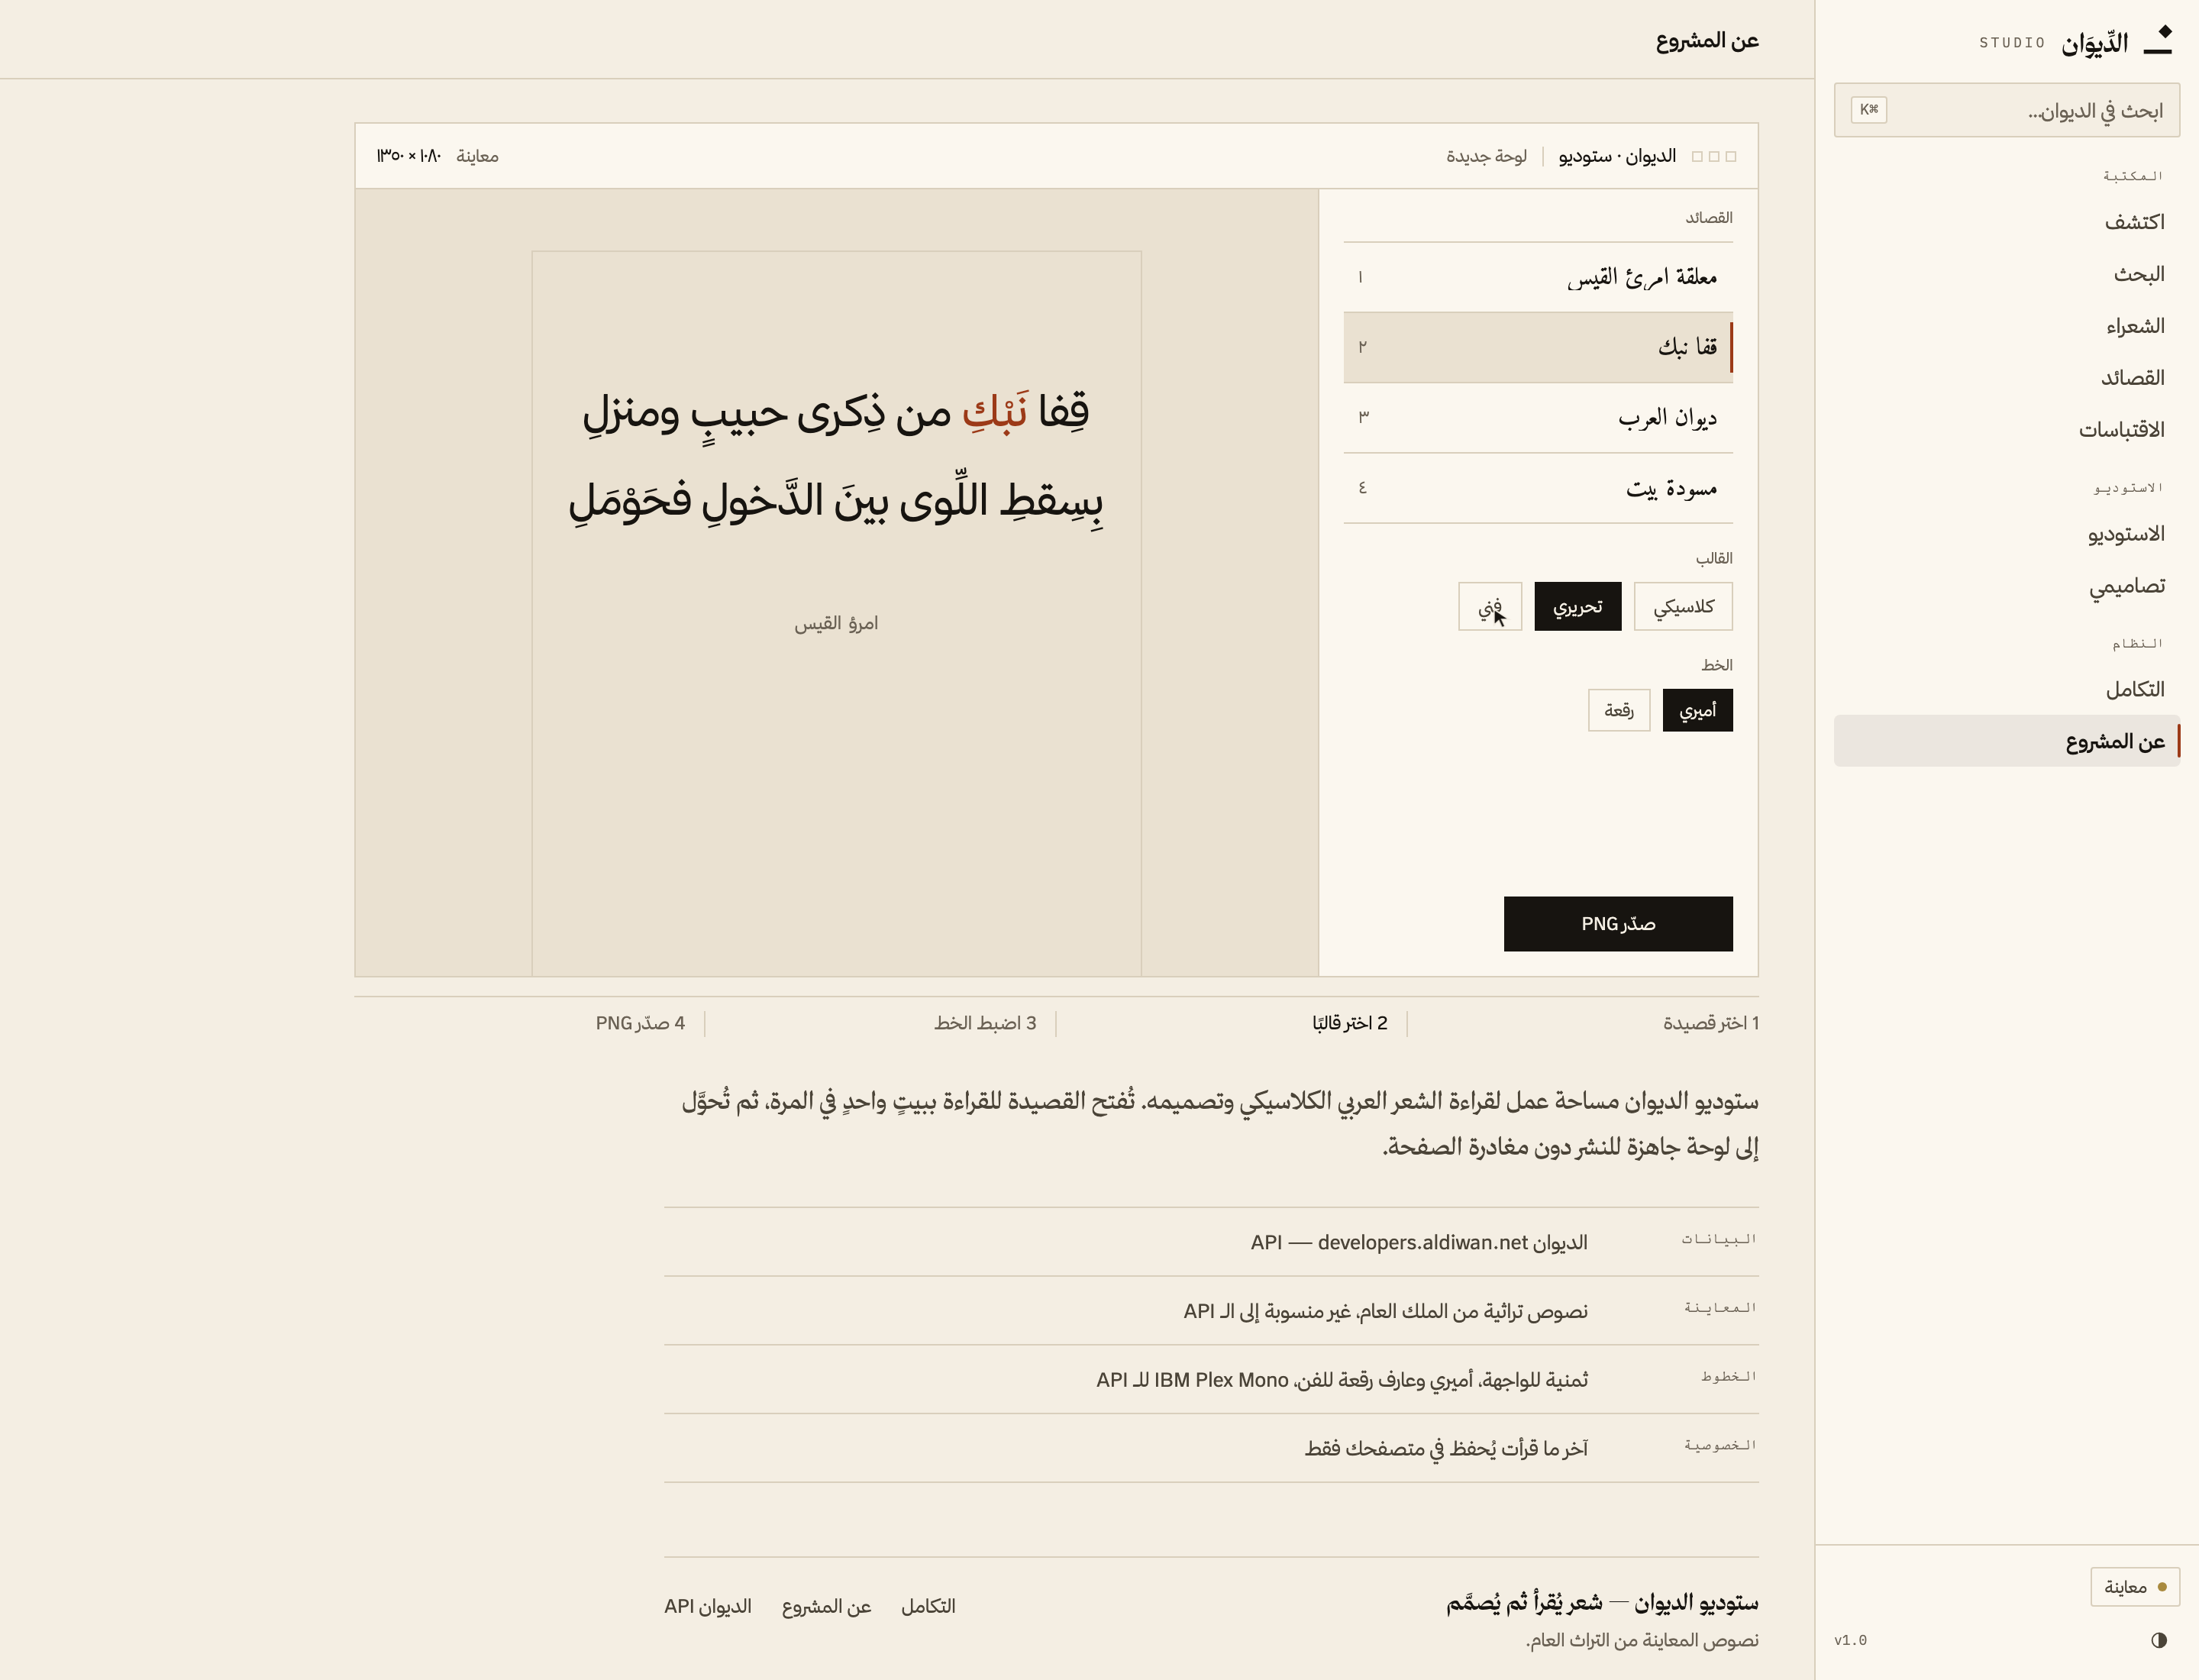 الدِّيوَان STUDIO
ابحث في الديوان... ⌘K
المكتبة
اكتشف
البحث
الشعراء
القصائد
الاقتباسات
الاستوديو
الاستوديو
تصاميمي
النظام
التكامل
عن المشروع
معاينة
v1.0
عن المشروع
الديوان · ستوديو لوحة جديدة معاينة ١٠٨٠ × ١٣٥٠
القصائد
معلقة امرئ القيس ١
قفا نبك ٢
ديوان العرب ٣
مسودة بيت ٤
القالب
كلاسيكي تحريري فني
الخط
أميري رقعة
صدّر PNG
قِفا نَبْكِ من ذِكرى حبيبٍ ومنزلِ
بِسِقطِ اللِّوى بينَ الدَّخولِ فحَوْمَلِ
امرؤ القيس
1 اختر قصيدة 2 اختر قالبًا 3 اضبط الخط 4 صدّر PNG
ستوديو الديوان مساحة عمل لقراءة الشعر العربي الكلاسيكي وتصميمه. تُفتح القصيدة للقراءة ببيتٍ واحدٍ في المرة، ثم تُحوَّل
إلى لوحة جاهزة للنشر دون مغادرة الصفحة.
البيانات الديوان API — developers.aldiwan.net
المعاينة نصوص تراثية من الملك العام، غير منسوبة إلى الـ API
الخطوط ثمنية للواجهة، أميري وعارف رقعة للفن، IBM Plex Mono للـ API
الخصوصية آخر ما قرأت يُحفظ في متصفحك فقط
ستوديو الديوان — شعر يُقرأ ثم يُصمَّم
نصوص المعاينة من التراث العام.
التكامل عن المشروع الديوان API